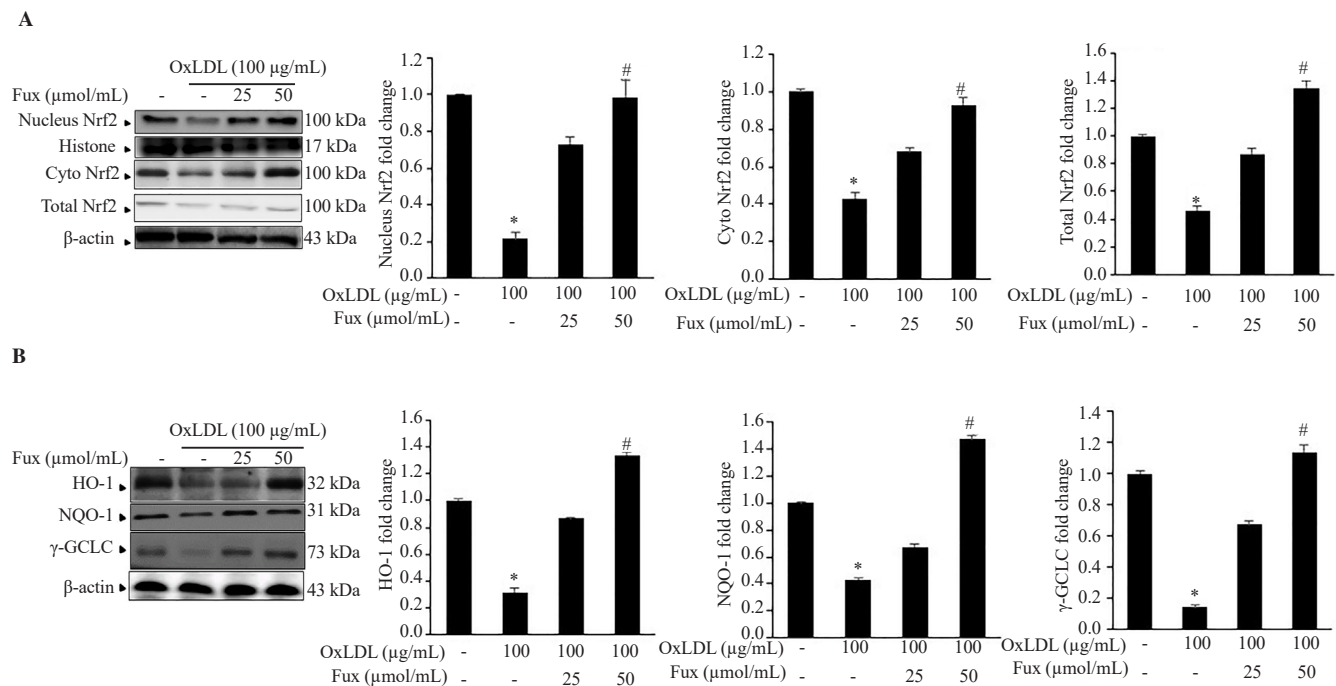 A
OxLDL (100 μg/mL)
Fux (μmol/mL) - - 25 50
Nucleus Nrf2 100 kDa
Histone 17 kDa
Cyto Nrf2 100 kDa
Total Nrf2 100 kDa
β-actin 43 kDa
Nucleus Nrf2 fold change
1.2
1.0
0.8
0.6
0.4
0.2
0.0
*
#
OxLDL (μg/mL) - 100 100 100
Fux (μmol/mL) - - 25 50
Cyto Nrf2 fold change
1.2
1.0
0.8
0.6
0.4
0.2
0.0
*
#
OxLDL (μg/mL) - 100 100 100
Fux (μmol/mL) - - 25 50
Total Nrf2 fold change
1.6
1.4
1.2
1.0
0.8
0.6
0.4
0.2
0.0
*
#
OxLDL (μg/mL) - 100 100 100
Fux (μmol/mL) - - 25 50
B
OxLDL (100 μg/mL)
Fux (μmol/mL) - - 25 50
HO-1 32 kDa
NQO-1 31 kDa
γ-GCLC 73 kDa
β-actin 43 kDa
HO-1 fold change
1.6
1.4
1.2
1.0
0.8
0.6
0.4
0.2
0.0
*
#
OxLDL (μg/mL) - 100 100 100
Fux (μmol/mL) - - 25 50
NQO-1 fold change
1.6
1.4
1.2
1.0
0.8
0.6
0.4
0.2
0.0
*
#
OxLDL (μg/mL) - 100 100 100
Fux (μmol/mL) - - 25 50
γ-GCLC fold change
1.4
1.2
1.0
0.8
0.6
0.4
0.2
0.0
*
#
OxLDL (μg/mL) - 100 100 100
Fux (μmol/mL) - - 25 50